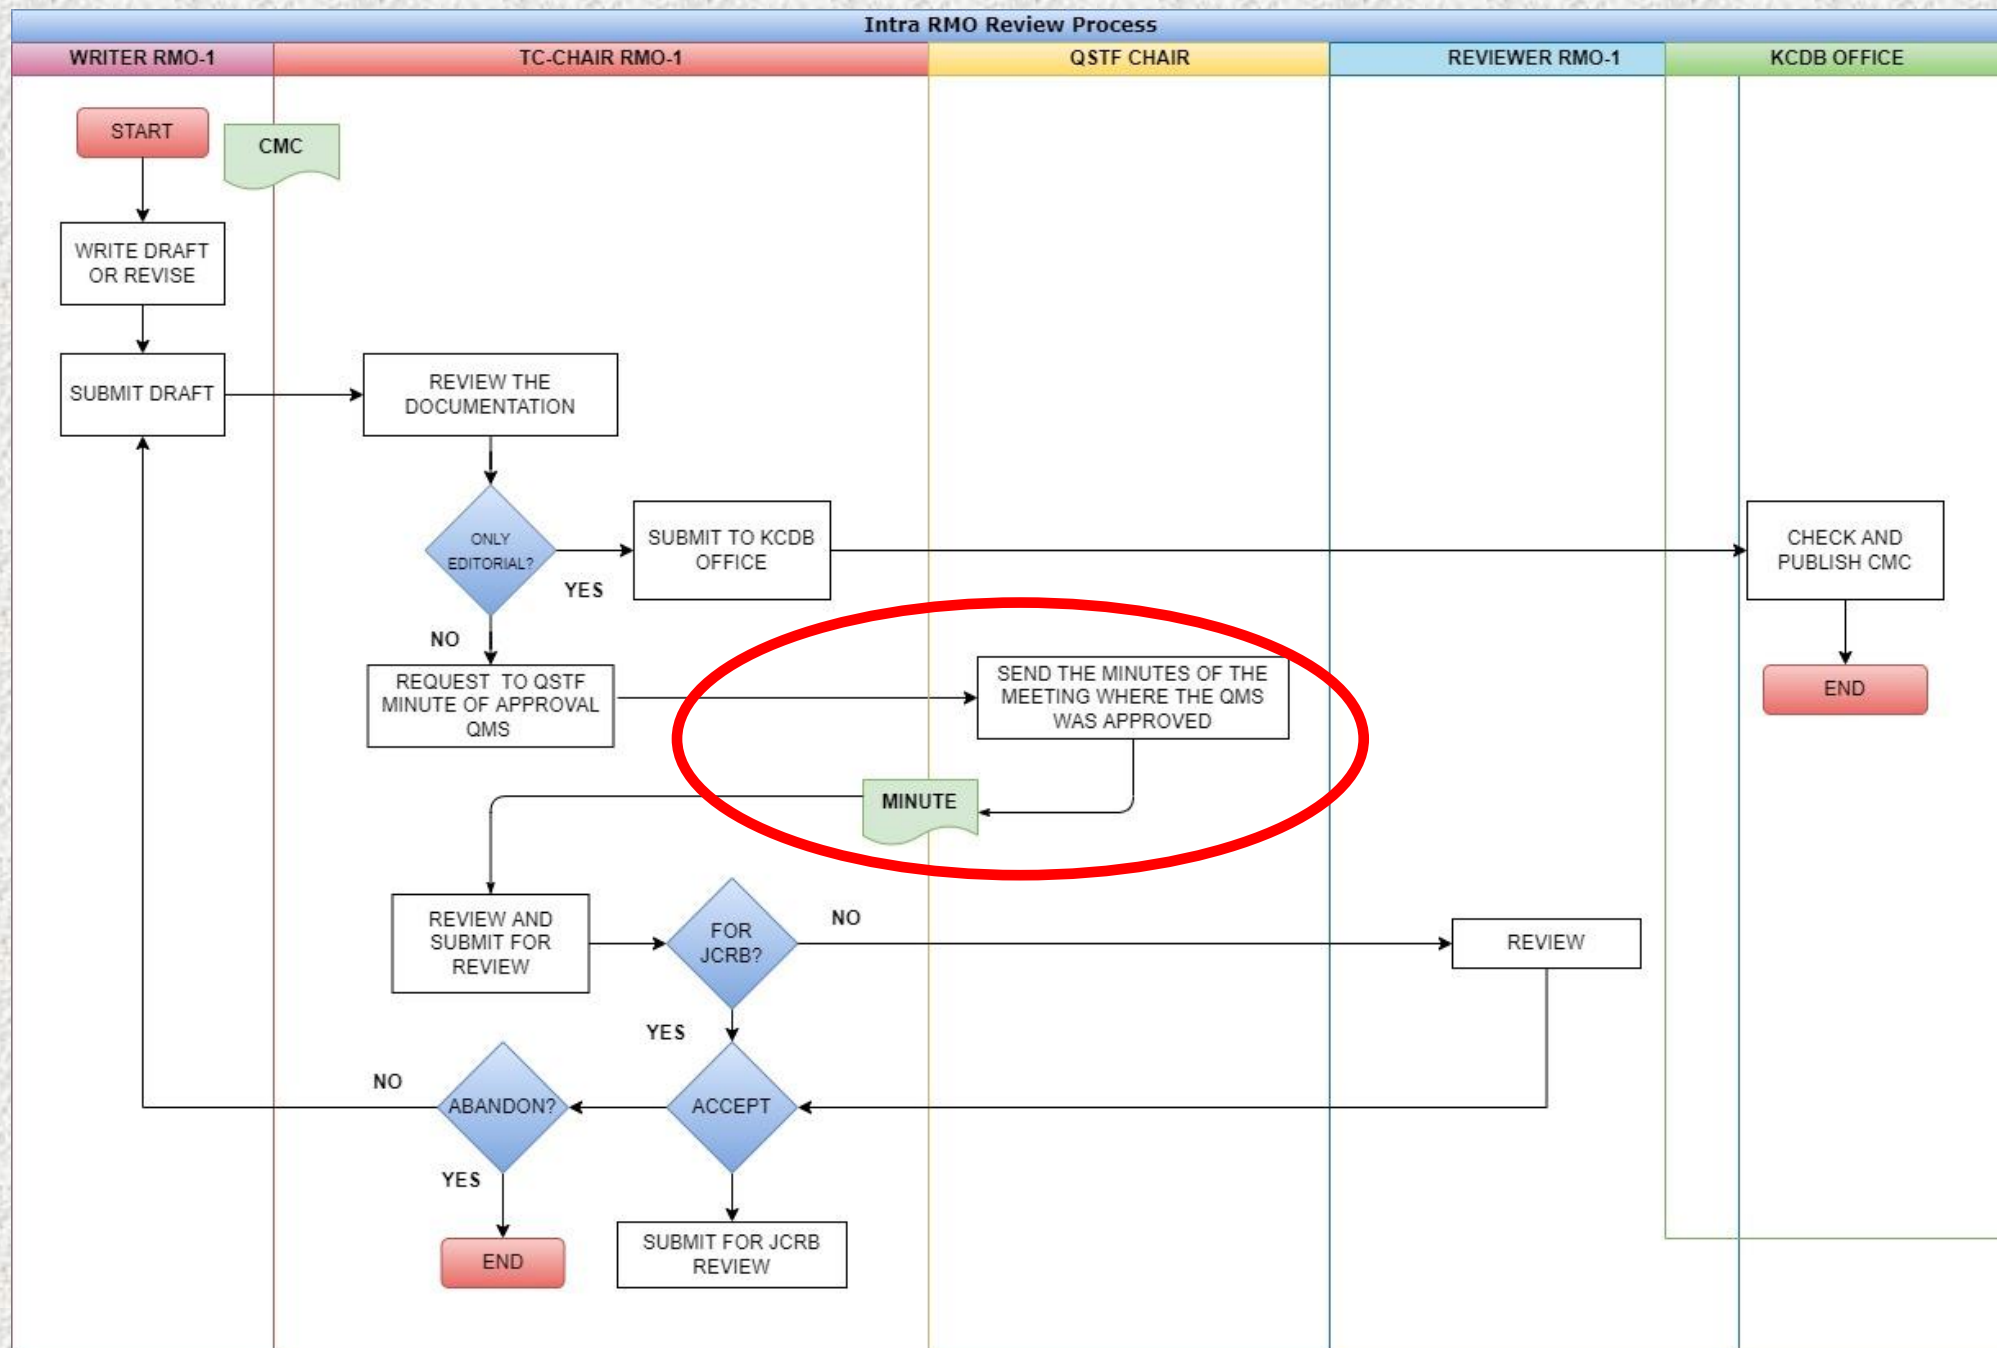 Intra RMO Review Process
WRITER RMO-1
TC-CHAIR RMO-1
QSTF CHAIR
REVIEWER RMO-1
KCDB OFFICE
START
CMC
WRITE DRAFT
OR REVISE
SUBMIT DRAFT
REVIEW THE
DOCUMENTATION
ONLY
EDITORIAL?
YES
SUBMIT TO KCDB
OFFICE
CHECK AND
PUBLISH CMC
NO
REQUEST TO QSTF
MINUTE OF APPROVAL
QMS
SEND THE MINUTES OF THE
MEETING WHERE THE QMS
WAS APPROVED
END
MINUTE
REVIEW AND
SUBMIT FOR
REVIEW
FOR
JCRB?
NO
REVIEW
YES
NO
ABANDON?
ACCEPT
YES
END
SUBMIT FOR JCRB
REVIEW